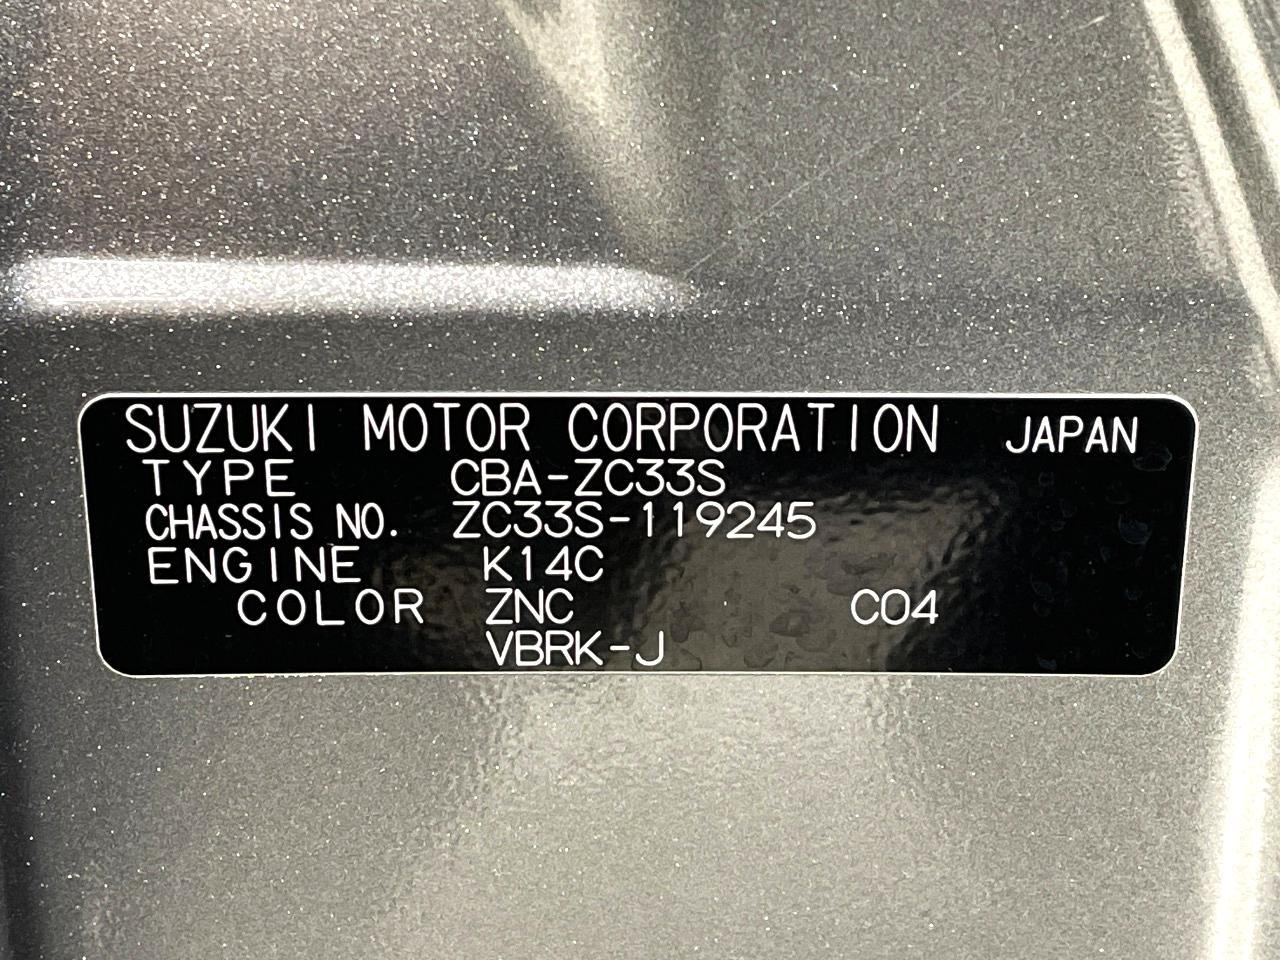 SUZUKI MOTOR CORPORATION JAPAN
TYPE CBA-ZC33S
CHASSIS NO. ZC33S-119245
ENGINE K14C
COLOR ZNC C04
VBRK-J